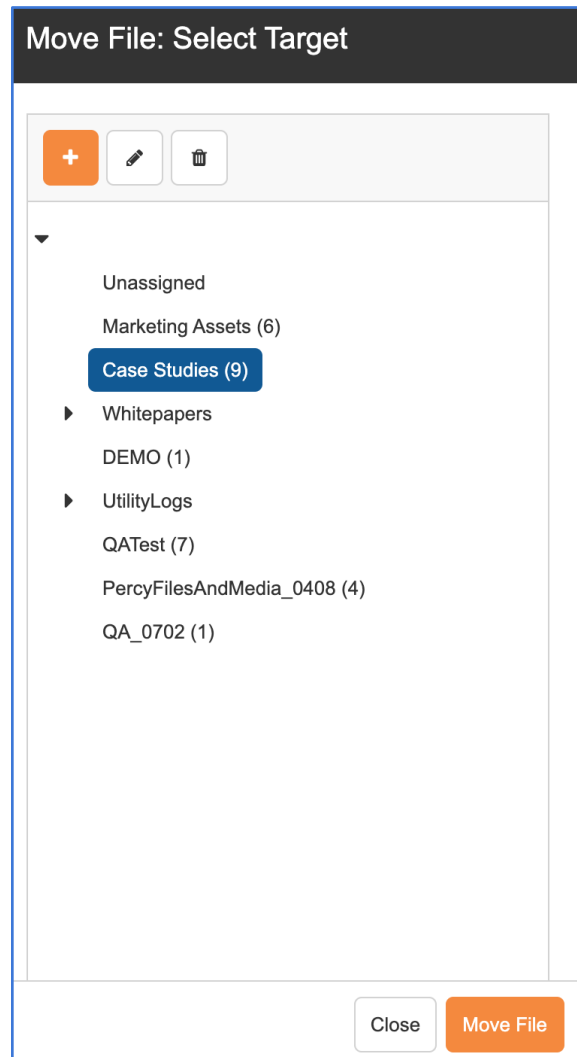 Move File: Select Target
Unassigned
Marketing Assets (6)
Case Studies (9)
Whitepapers
DEMO (1)
UtilityLogs
QATest (7)
PercyFilesAndMedia_0408 (4)
QA_0702 (1)
Close
Move File